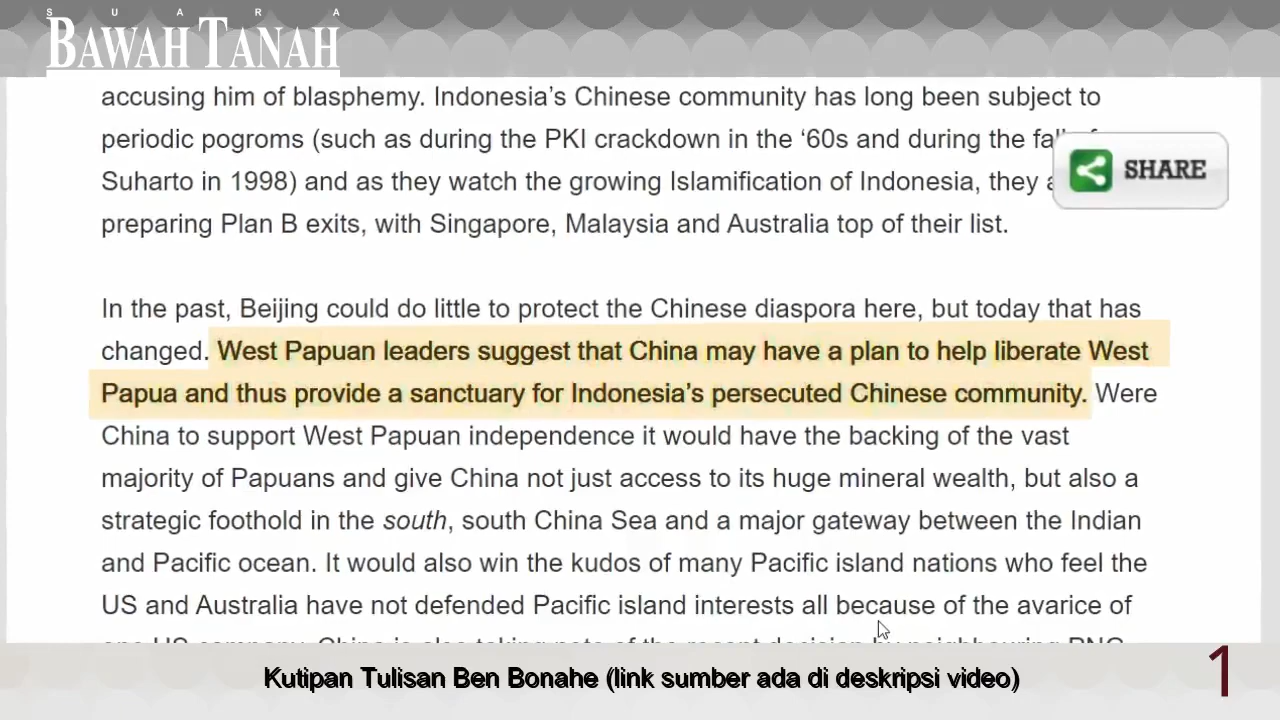 SUARA
BAWAH TANAH
accusing him of blasphemy. Indonesia’s Chinese community has long been subject to
periodic pogroms (such as during the PKI crackdown in the ‘60s and during the
Suharto in 1998) and as they watch the growing Islamification of Indonesia, they
SHARE
preparing Plan B exits, with Singapore, Malaysia and Australia top of their list.
In the past, Beijing could do little to protect the Chinese diaspora here, but today that has
changed. West Papuan leaders suggest that China may have a plan to help liberate West
Papua and thus provide a sanctuary for Indonesia’s persecuted Chinese community. Were
China to support West Papuan independence it would have the backing of the vast
majority of Papuans and give China not just access to its huge mineral wealth, but also a
strategic foothold in the south, south China Sea and a major gateway between the Indian
and Pacific ocean. It would also win the kudos of many Pacific island nations who feel the
US and Australia have not defended Pacific island interests all because of the avarice of
Kutipan Tulisan Ben Bonahe (link sumber ada di deskripsi video)
1